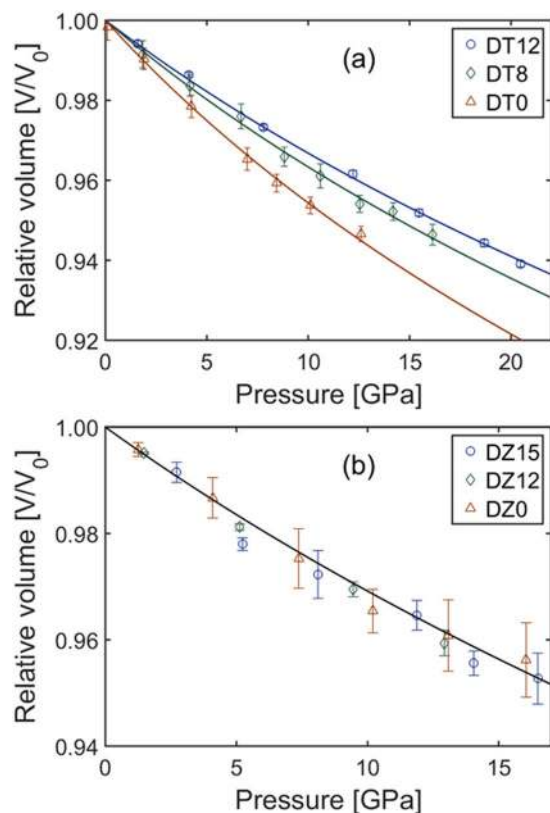 1.00
0.98
0.96
0.94
0.92
Relative volume [V/V₀]
(a)
DT12
DT8
DT0
0 5 10 15 20
Pressure [GPa]
1.00
0.98
0.96
0.94
Relative volume [V/V₀]
(b)
DZ15
DZ12
DZ0
0 5 10 15
Pressure [GPa]